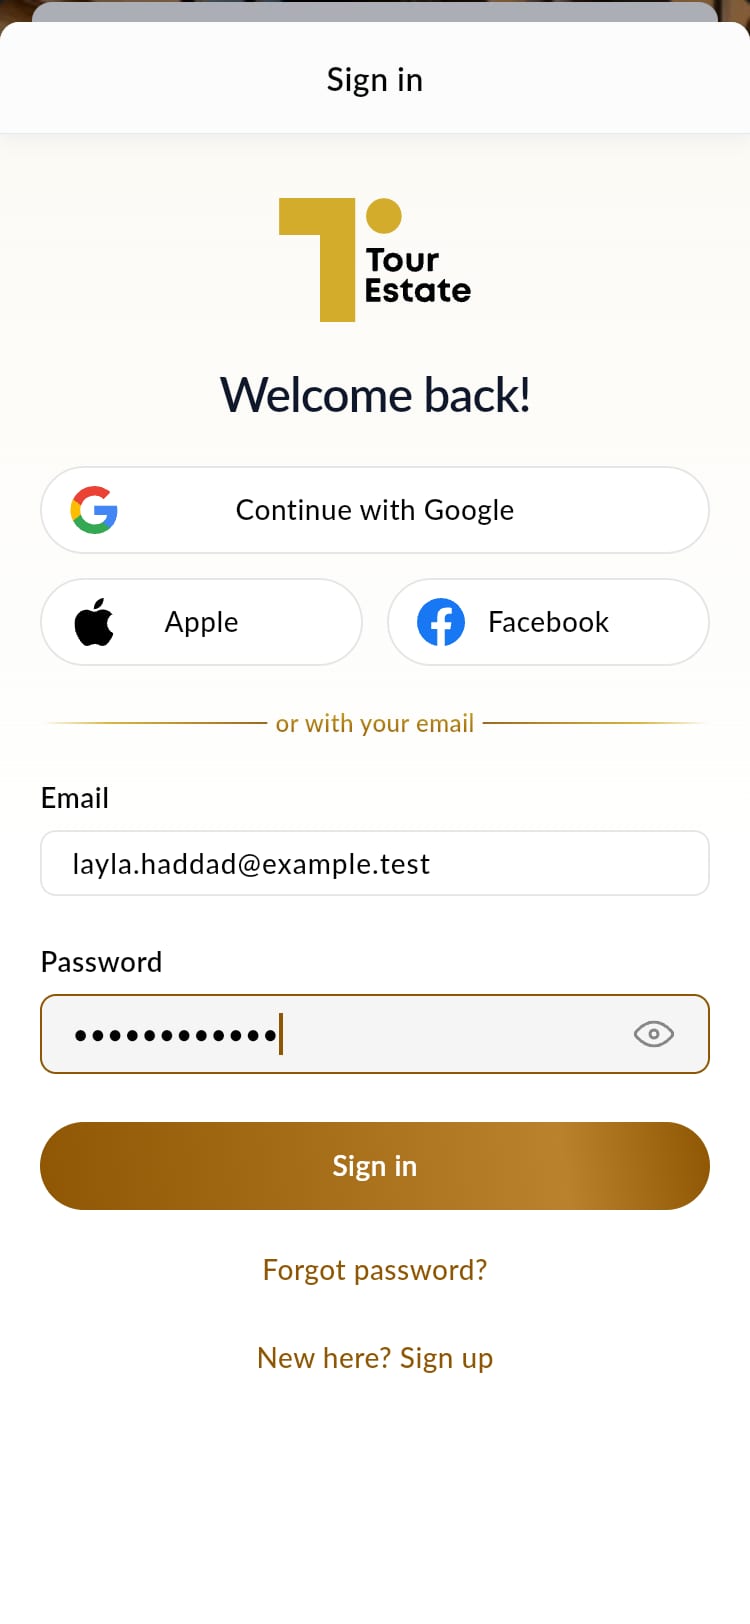 Sign in
Tour
Estate
Welcome back!
Continue with Google
Apple
Facebook
or with your email
Email
layla.haddad@example.test
Password
••••••••••••
Sign in
Forgot password?
New here? Sign up